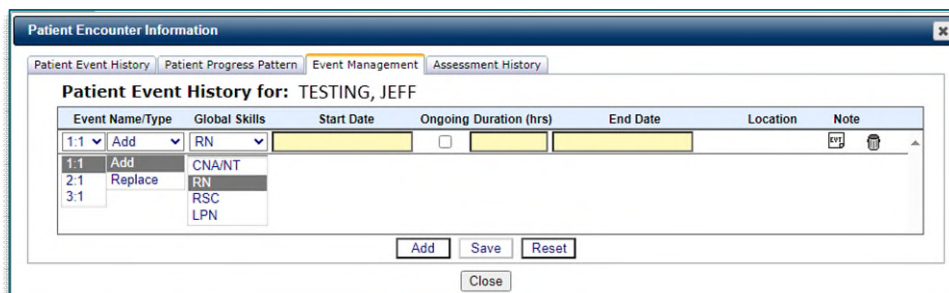 Patient Encounter Information
Patient Event History Patient Progress Pattern Event Management Assessment History
Patient Event History for: TESTING, JEFF
Event Name/Type Global Skills Start Date Ongoing Duration (hrs) End Date Location Note
1:1 Add RN EVT
1:1 Add CNA/NT
2:1 Replace RN
3:1 RSC
LPN
Add Save Reset
Close